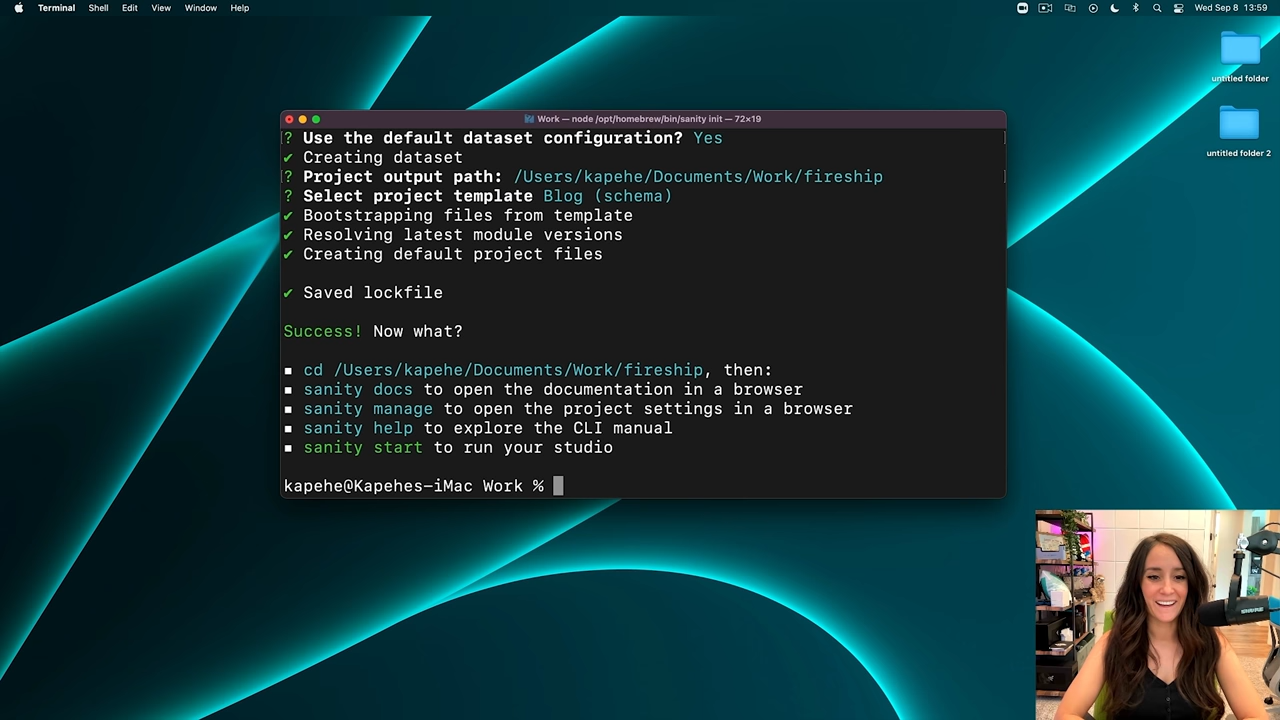 Terminal Shell Edit View Window Help
Wed Sep 8 13:59
untitled folder
untitled folder 2
Work — node /opt/homebrew/bin/sanity init — 72×19
? Use the default dataset configuration? Yes
✔ Creating dataset
? Project output path: /Users/kapehe/Documents/Work/fireship
? Select project template Blog (schema)
✔ Bootstrapping files from template
✔ Resolving latest module versions
✔ Creating default project files
✔ Saved lockfile
Success! Now what?
▪ cd /Users/kapehe/Documents/Work/fireship, then:
▪ sanity docs to open the documentation in a browser
▪ sanity manage to open the project settings in a browser
▪ sanity help to explore the CLI manual
▪ sanity start to run your studio
kapehe@Kapehes-iMac Work %
SHURE